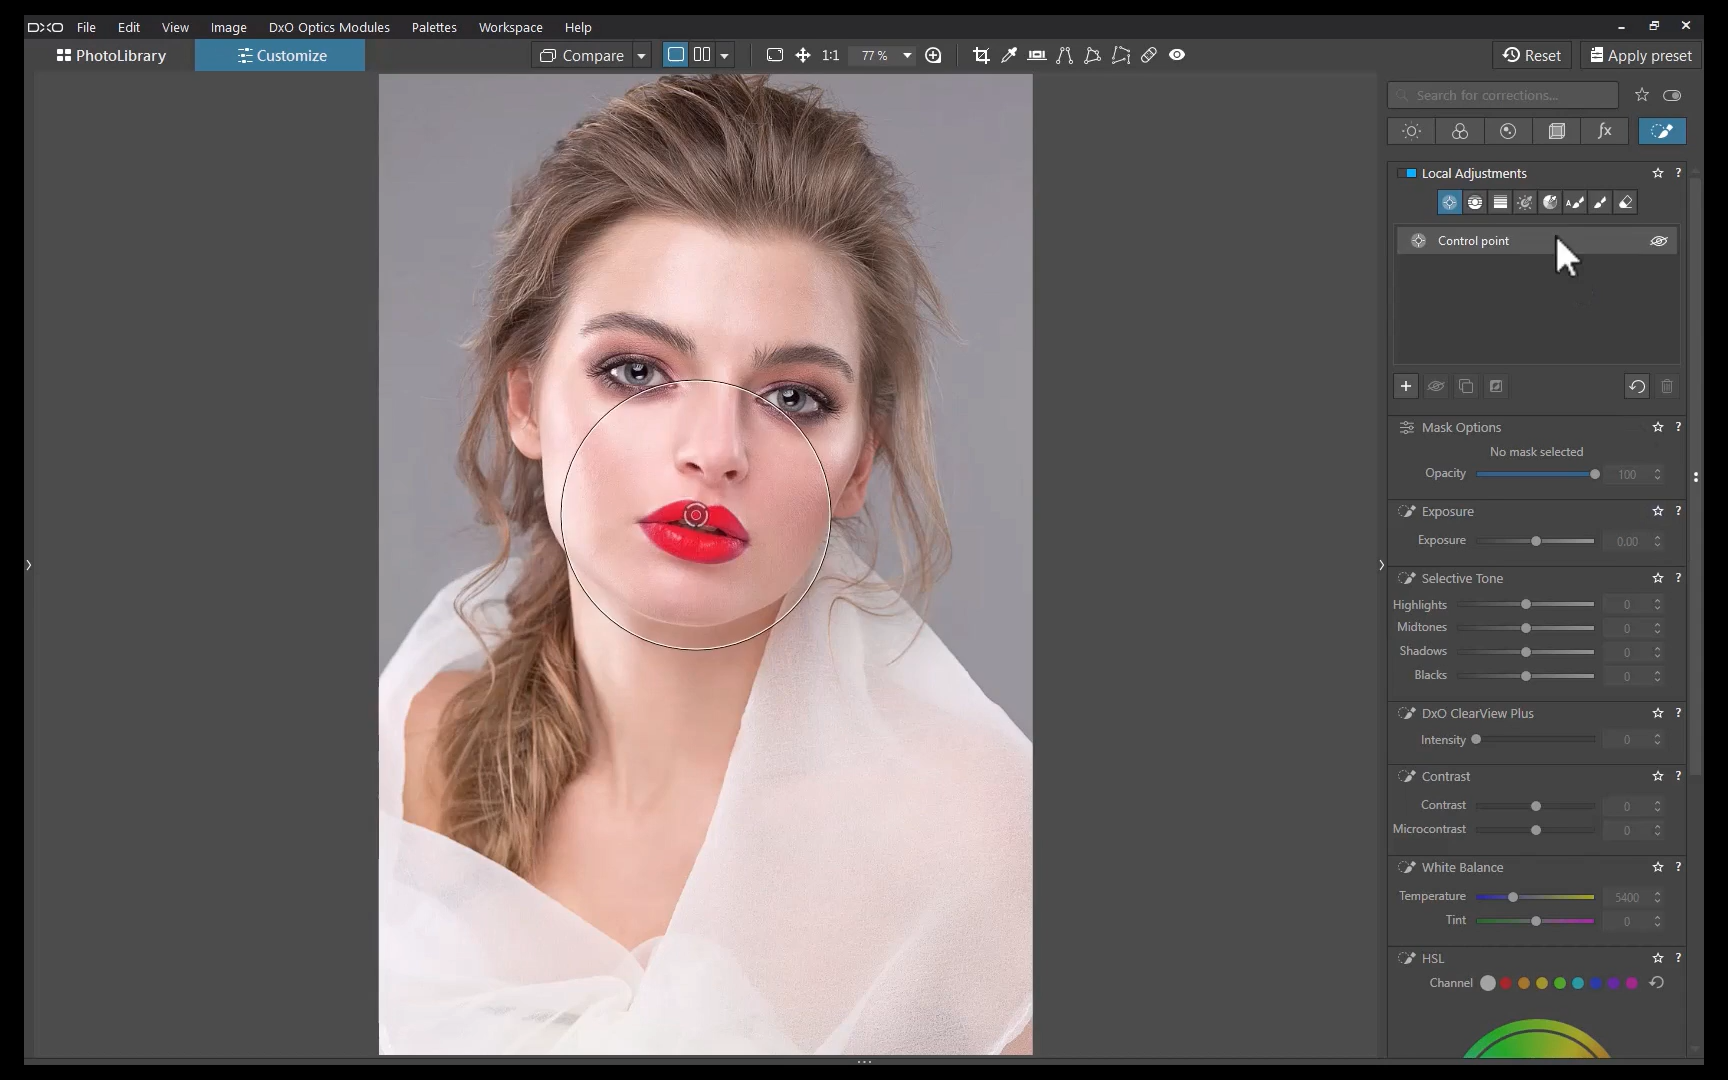 DXO File Edit View Image DxO Optics Modules Palettes Workspace Help
PhotoLibrary Customize Compare 1:1 77 % Reset Apply preset
Search for corrections...
fx
Local Adjustments ?
A
Control point
Mask Options ?
No mask selected
Opacity 100
Exposure ?
Exposure 0.00
Selective Tone ?
Highlights 0
Midtones 0
Shadows 0
Blacks 0
DxO ClearView Plus ?
Intensity 0
Contrast ?
Contrast 0
Microcontrast 0
White Balance ?
Temperature 5400
Tint 0
HSL ?
Channel